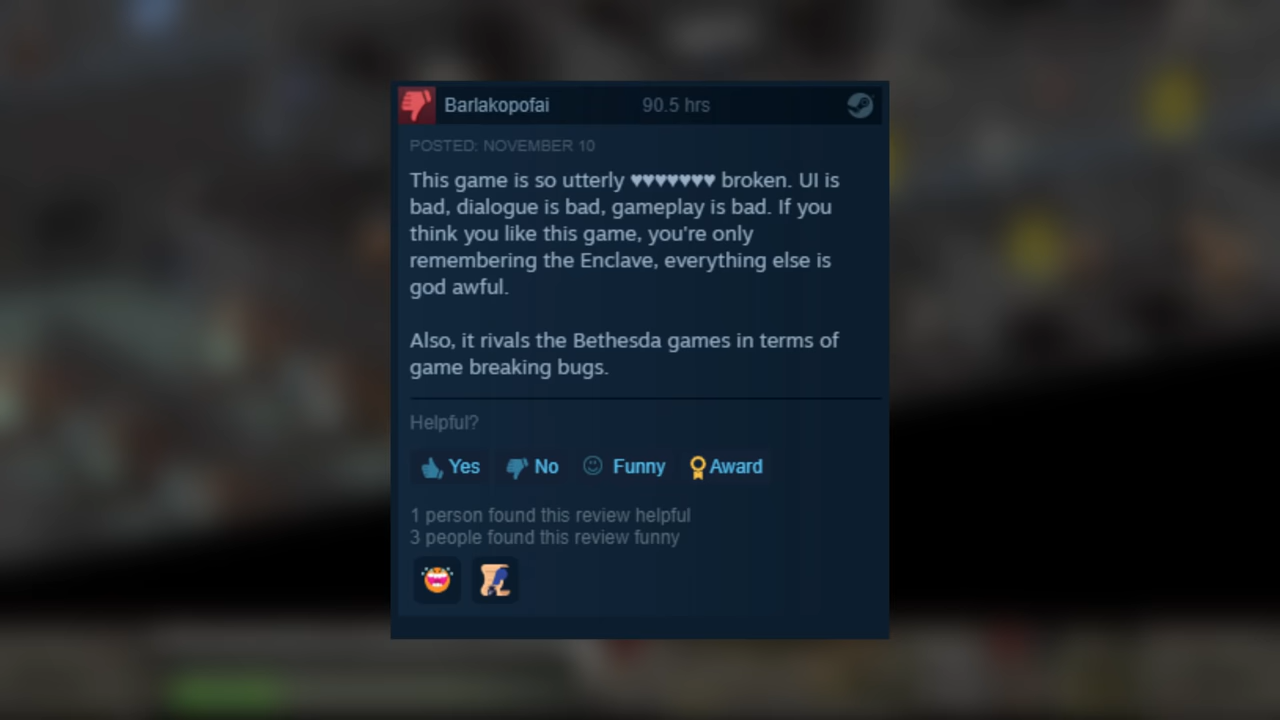 Barlakopofai 90.5 hrs
POSTED: NOVEMBER 10
This game is so utterly ♥♥♥♥♥♥♥ broken. UI is
bad, dialogue is bad, gameplay is bad. If you
think you like this game, you're only
remembering the Enclave, everything else is
god awful.
Also, it rivals the Bethesda games in terms of
game breaking bugs.
Helpful?
Yes No Funny Award
1 person found this review helpful
3 people found this review funny